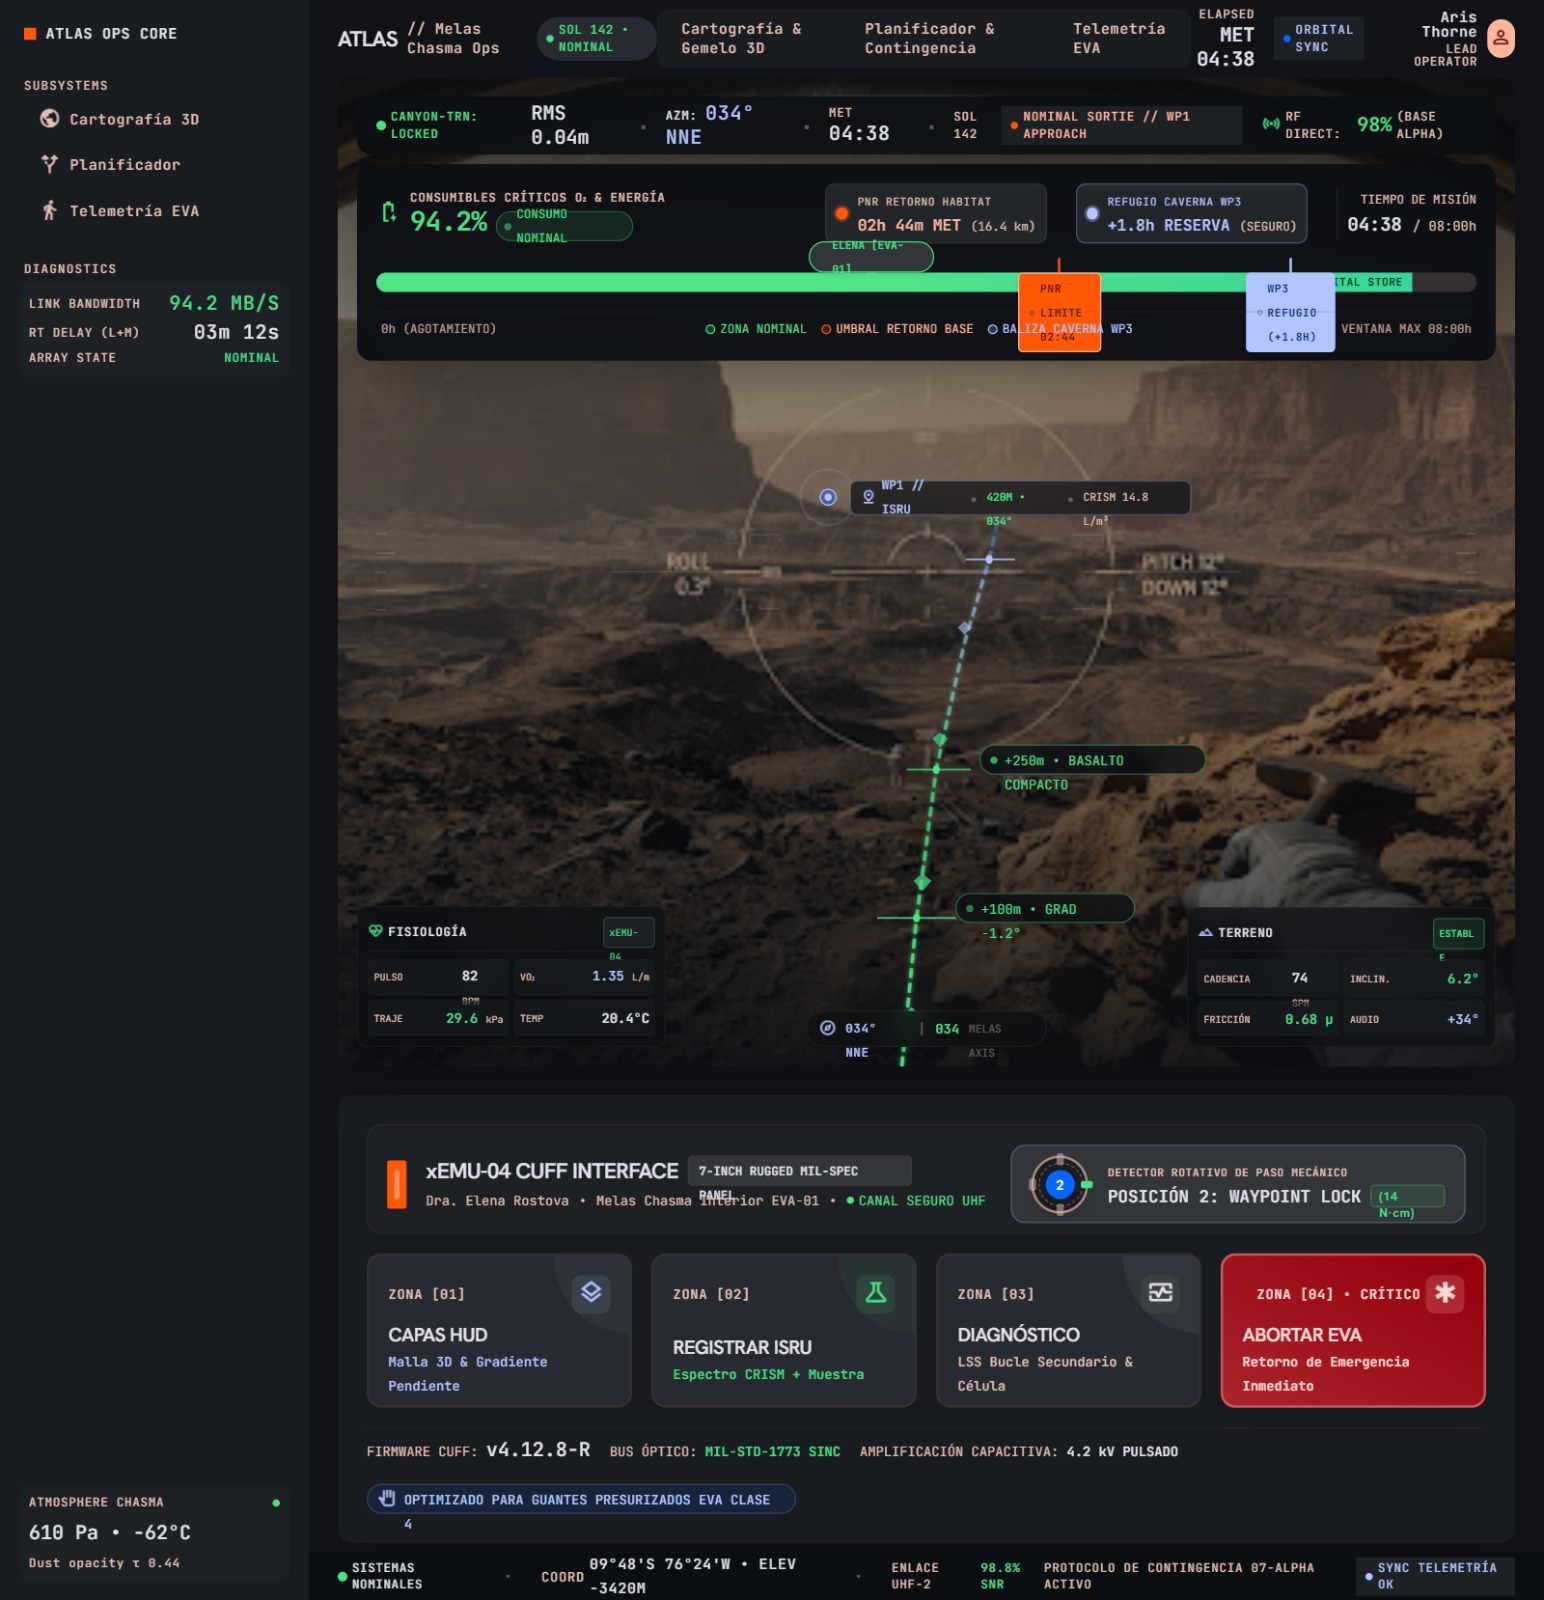 ATLAS OPS CORE
SUBSYSTEMS
Cartografía 3D
Planificador
Telemetría EVA
DIAGNOSTICS
LINK BANDWIDTH 94.2 MB/S
RT DELAY (L+M) 03m 12s
ARRAY STATE NOMINAL
ATMOSPHERE CHASMA
610 Pa • -62°C
Dust opacity τ 0.44
ATLAS
// Melas
Chasma Ops
SOL 142 •
NOMINAL
Cartografía &
Gemelo 3D
Planificador &
Contingencia
Telemetría
EVA
ELAPSED
MET
04:38
ORBITAL
SYNC
Aris
Thorne
LEAD
OPERATOR
CANYON-TRN:
LOCKED
RMS
0.04m
AZM: 034°
NNE
MET
04:38
SOL
142
NOMINAL SORTIE // WP1
APPROACH
RF
DIRECT:
98%
(BASE
ALPHA)
CONSUMIBLES CRÍTICOS O₂ & ENERGÍA
94.2%
CONSUMO
NOMINAL
PNR RETORNO HABITAT
02h 44m MET (16.4 km)
REFUGIO CAVERNA WP3
+1.8h RESERVA (SEGURO)
TIEMPO DE MISIÓN
04:38 / 08:00h
ELENA [EVA-
01]
ITAL STORE
PNR
LIMITE
02:44
WP3
REFUGIO
(+1.8H)
0h (AGOTAMIENTO)
ZONA NOMINAL
UMBRAL RETORNO BASE
BALIZA CAVERNA WP3
VENTANA MAX 08:00h
WP1 //
ISRU
420M •
034°
CRISM 14.8
L/m³
ROLL
0.3°
PITCH 12°
DOWN 12°
+250m • BASALTO
COMPACTO
+100m • GRAD
-1.2°
FISIOLOGÍA
xEMU-
04
PULSO 82
BPM
VO₂ 1.35 L/m
TRAJE 29.6 kPa
TEMP 20.4°C
034°
NNE
| 034
MELAS
AXIS
TERRENO
ESTABL
E
CADENCIA 74
SPM
INCLIN. 6.2°
FRICCIÓN 0.68 μ
AUDIO +34°
xEMU-04 CUFF INTERFACE
7-INCH RUGGED MIL-SPEC
PANEL
Dra. Elena Rostova • Melas Chasma Interior EVA-01 • CANAL SEGURO UHF
2
DETECTOR ROTATIVO DE PASO MECÁNICO
POSICIÓN 2: WAYPOINT LOCK
(14
N·cm)
ZONA [01]
CAPAS HUD
Malla 3D & Gradiente
Pendiente
ZONA [02]
REGISTRAR ISRU
Espectro CRISM + Muestra
ZONA [03]
DIAGNÓSTICO
LSS Bucle Secundario &
Célula
ZONA [04] • CRÍTICO
ABORTAR EVA
Retorno de Emergencia
Inmediato
FIRMWARE CUFF: v4.12.8-R BUS ÓPTICO: MIL-STD-1773 SINC AMPLIFICACIÓN CAPACITIVA: 4.2 kV PULSADO
OPTIMIZADO PARA GUANTES PRESURIZADOS EVA CLASE
4
SISTEMAS
NOMINALES
COORD
09°48'S 76°24'W • ELEV
-3420M
ENLACE
UHF-2
98.8%
SNR
PROTOCOLO DE CONTINGENCIA 07-ALPHA
ACTIVO
SYNC TELEMETRÍA
OK